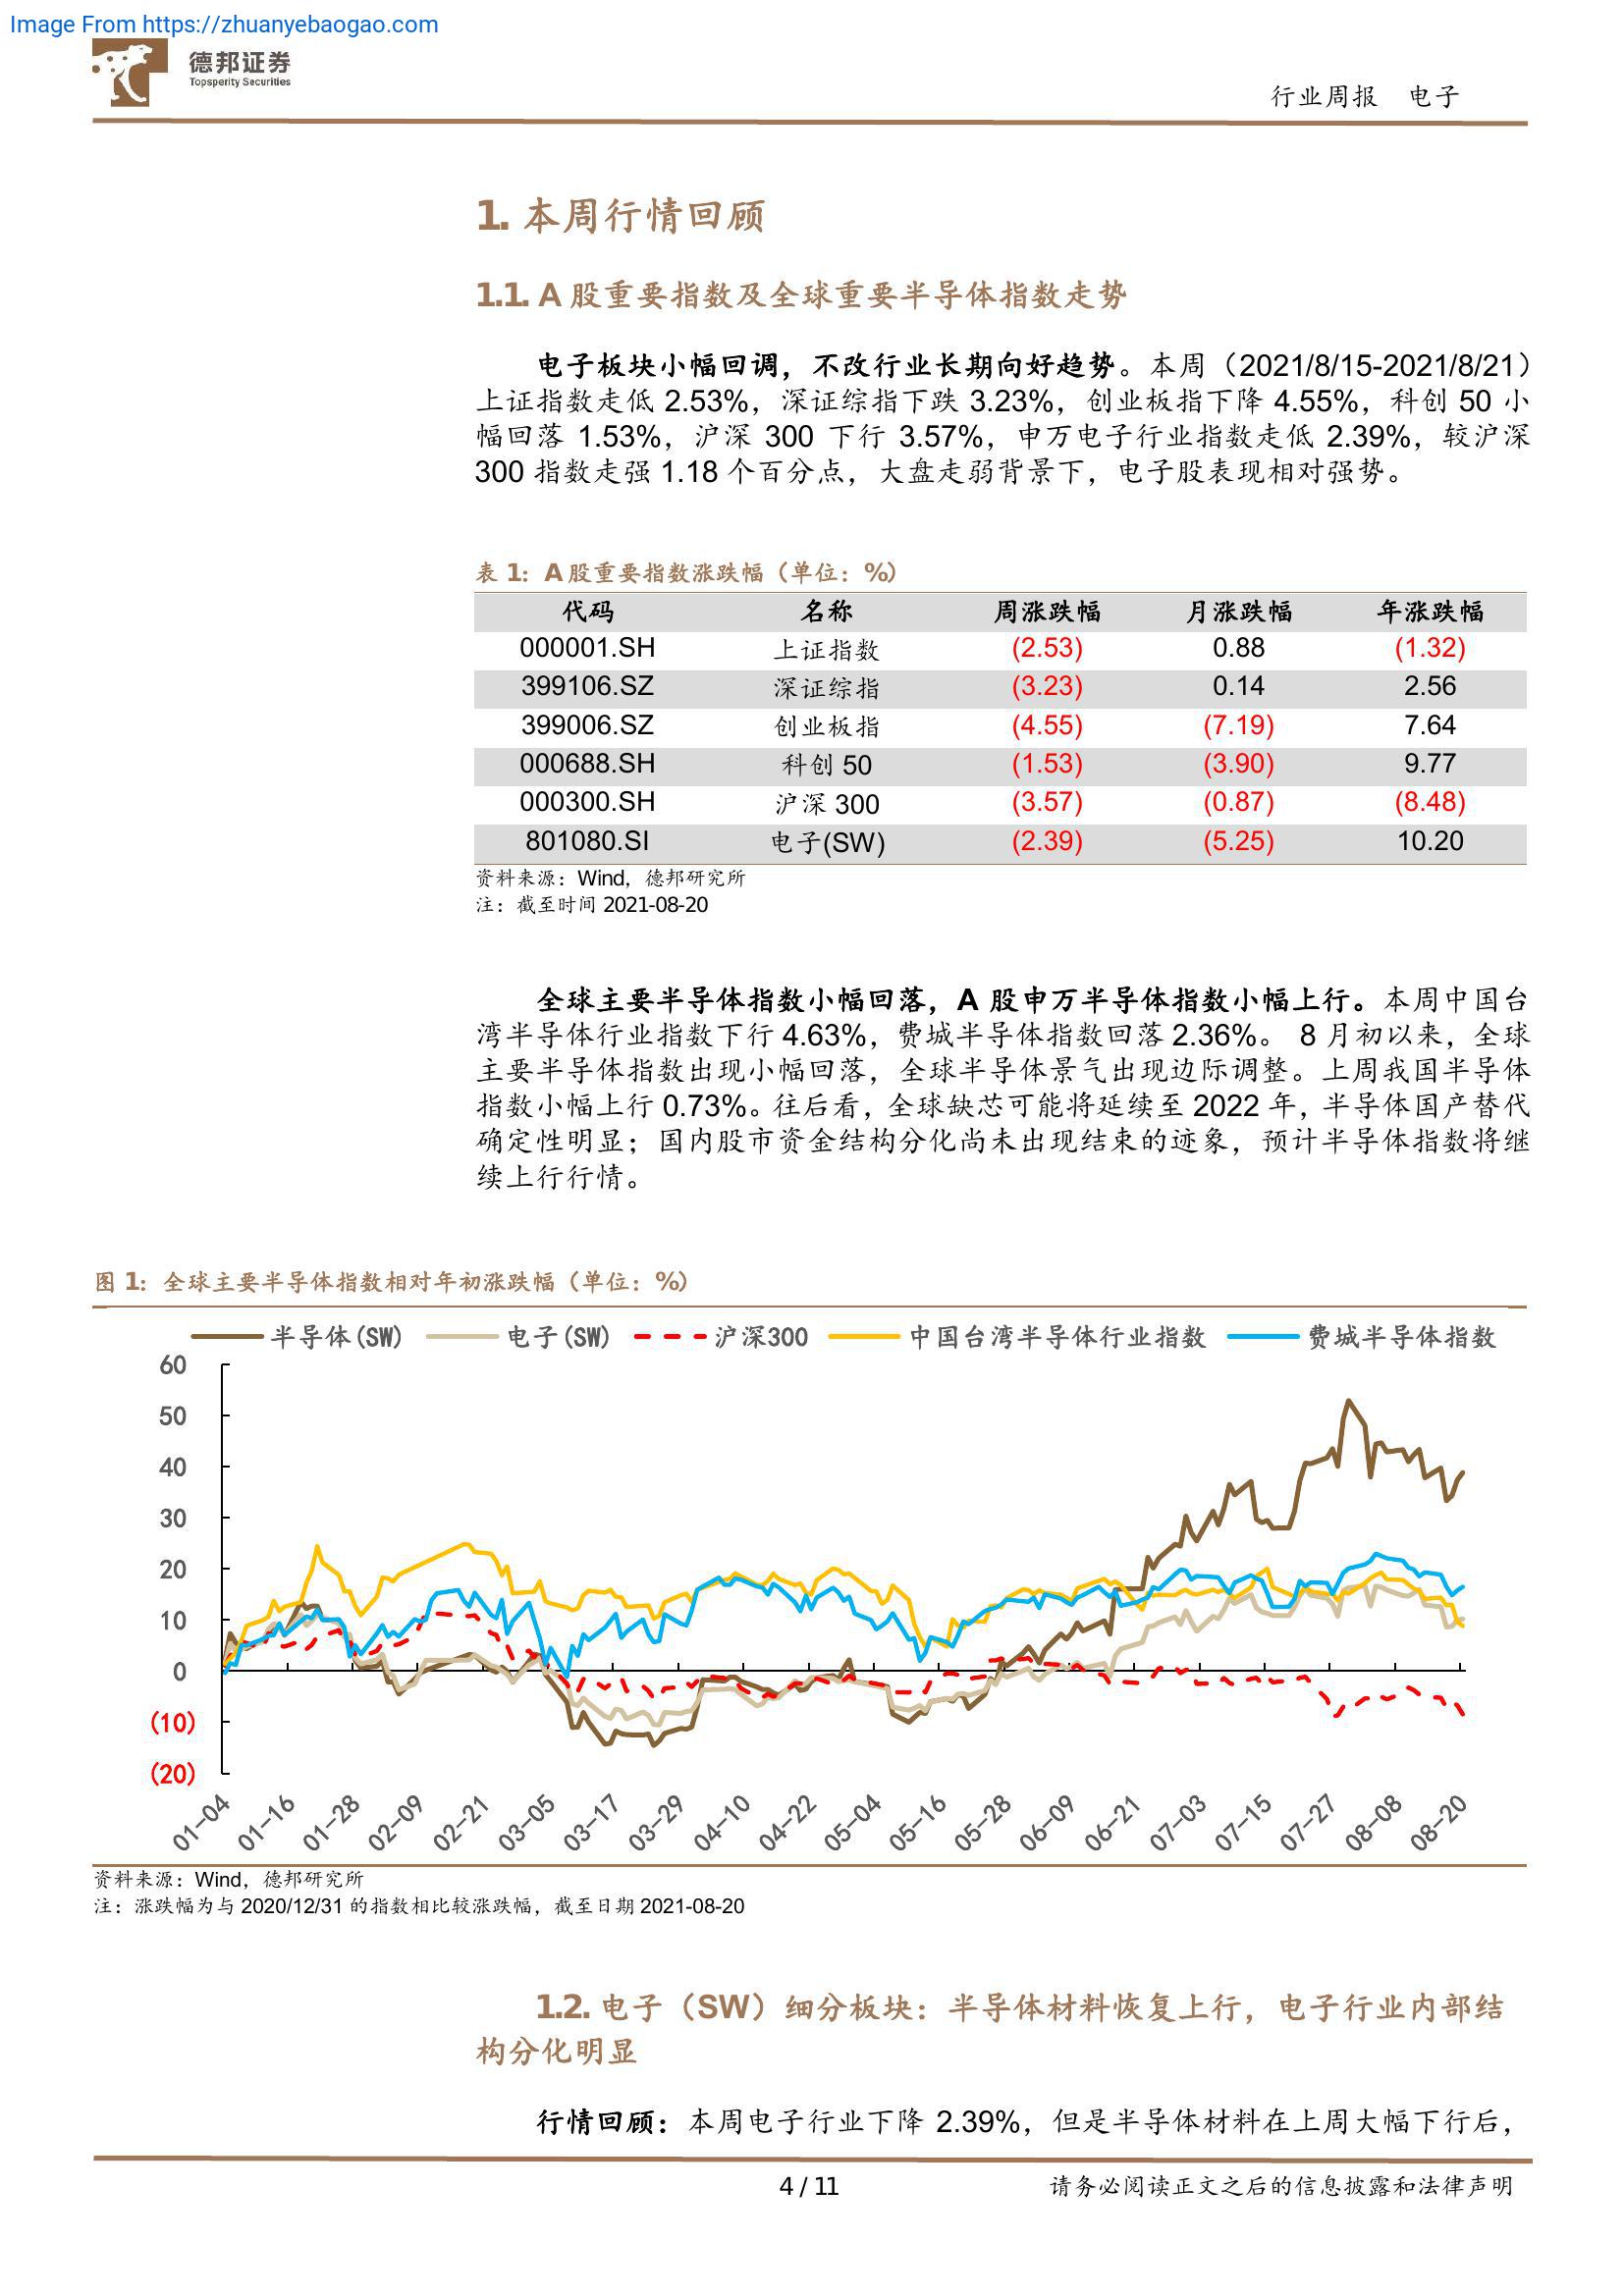 Image From https://zhuanyebaogao.com
德邦证券
Topsperity Securities
行业周报 电子
1. 本周行情回顾
1.1. A 股重要指数及全球重要半导体指数走势
电子板块小幅回调，不改行业长期向好趋势。本周（2021/8/15-2021/8/21）
上证指数走低 2.53%，深证综指下跌 3.23%，创业板指下降 4.55%，科创 50 小
幅回落 1.53%，沪深 300 下行 3.57%，申万电子行业指数走低 2.39%，较沪深
300 指数走强 1.18 个百分点，大盘走弱背景下，电子股表现相对强势。
表 1：A 股重要指数涨跌幅（单位：%）
代码 名称 周涨跌幅 月涨跌幅 年涨跌幅
000001.SH 上证指数 (2.53) 0.88 (1.32)
399106.SZ 深证综指 (3.23) 0.14 2.56
399006.SZ 创业板指 (4.55) (7.19) 7.64
000688.SH 科创 50 (1.53) (3.90) 9.77
000300.SH 沪深 300 (3.57) (0.87) (8.48)
801080.SI 电子(SW) (2.39) (5.25) 10.20
资料来源：Wind，德邦研究所
注：截至时间 2021-08-20
全球主要半导体指数小幅回落，A 股申万半导体指数小幅上行。本周中国台
湾半导体行业指数下行 4.63%，费城半导体指数回落 2.36%。 8 月初以来，全球
主要半导体指数出现小幅回落，全球半导体景气出现边际调整。上周我国半导体
指数小幅上行 0.73%。往后看，全球缺芯可能将延续至 2022 年，半导体国产替代
确定性明显；国内股市资金结构分化尚未出现结束的迹象，预计半导体指数将继
续上行行情。
图 1：全球主要半导体指数相对年初涨跌幅（单位：%）
半导体(SW) 电子(SW) 沪深300 中国台湾半导体行业指数 费城半导体指数
60
50
40
30
20
10
0
(10)
(20)
01-04 01-16 01-28 02-09 02-21 03-05 03-17 03-29 04-10 04-22 05-04 05-16 05-28 06-09 06-21 07-03 07-15 07-27 08-08 08-20
资料来源：Wind，德邦研究所
注：涨跌幅为与 2020/12/31 的指数相比较涨跌幅，截至日期 2021-08-20
1.2. 电子（SW）细分板块：半导体材料恢复上行，电子行业内部结
构分化明显
行情回顾：本周电子行业下降 2.39%，但是半导体材料在上周大幅下行后，
4 / 11 请务必阅读正文之后的信息披露和法律声明